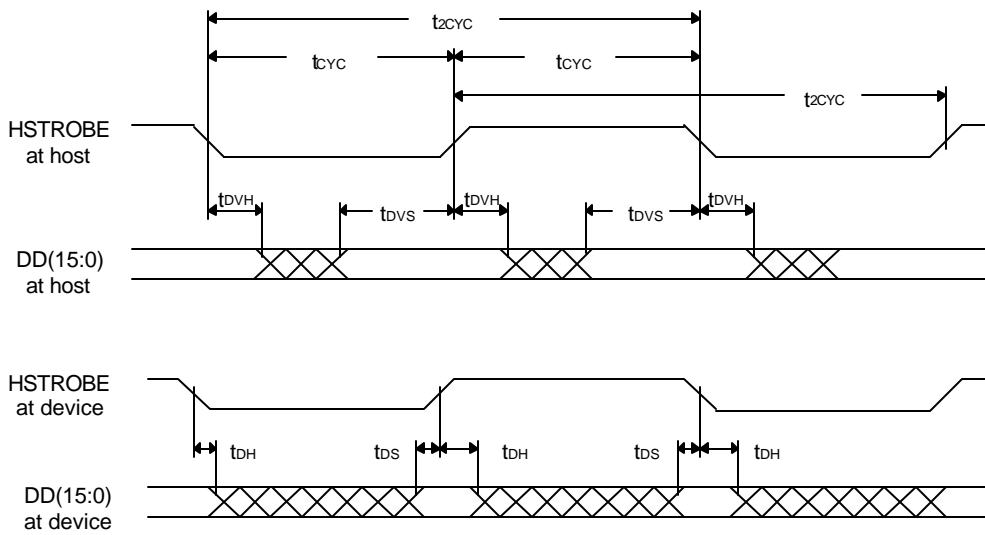 t2CYC
tCYC
tCYC
t2CYC
HSTROBE
at host
tDVH
tDVS
tDVH
tDVS
tDVH
DD(15:0)
at host
HSTROBE
at device
tDH
tDS
tDH
tDS
tDH
DD(15:0)
at device